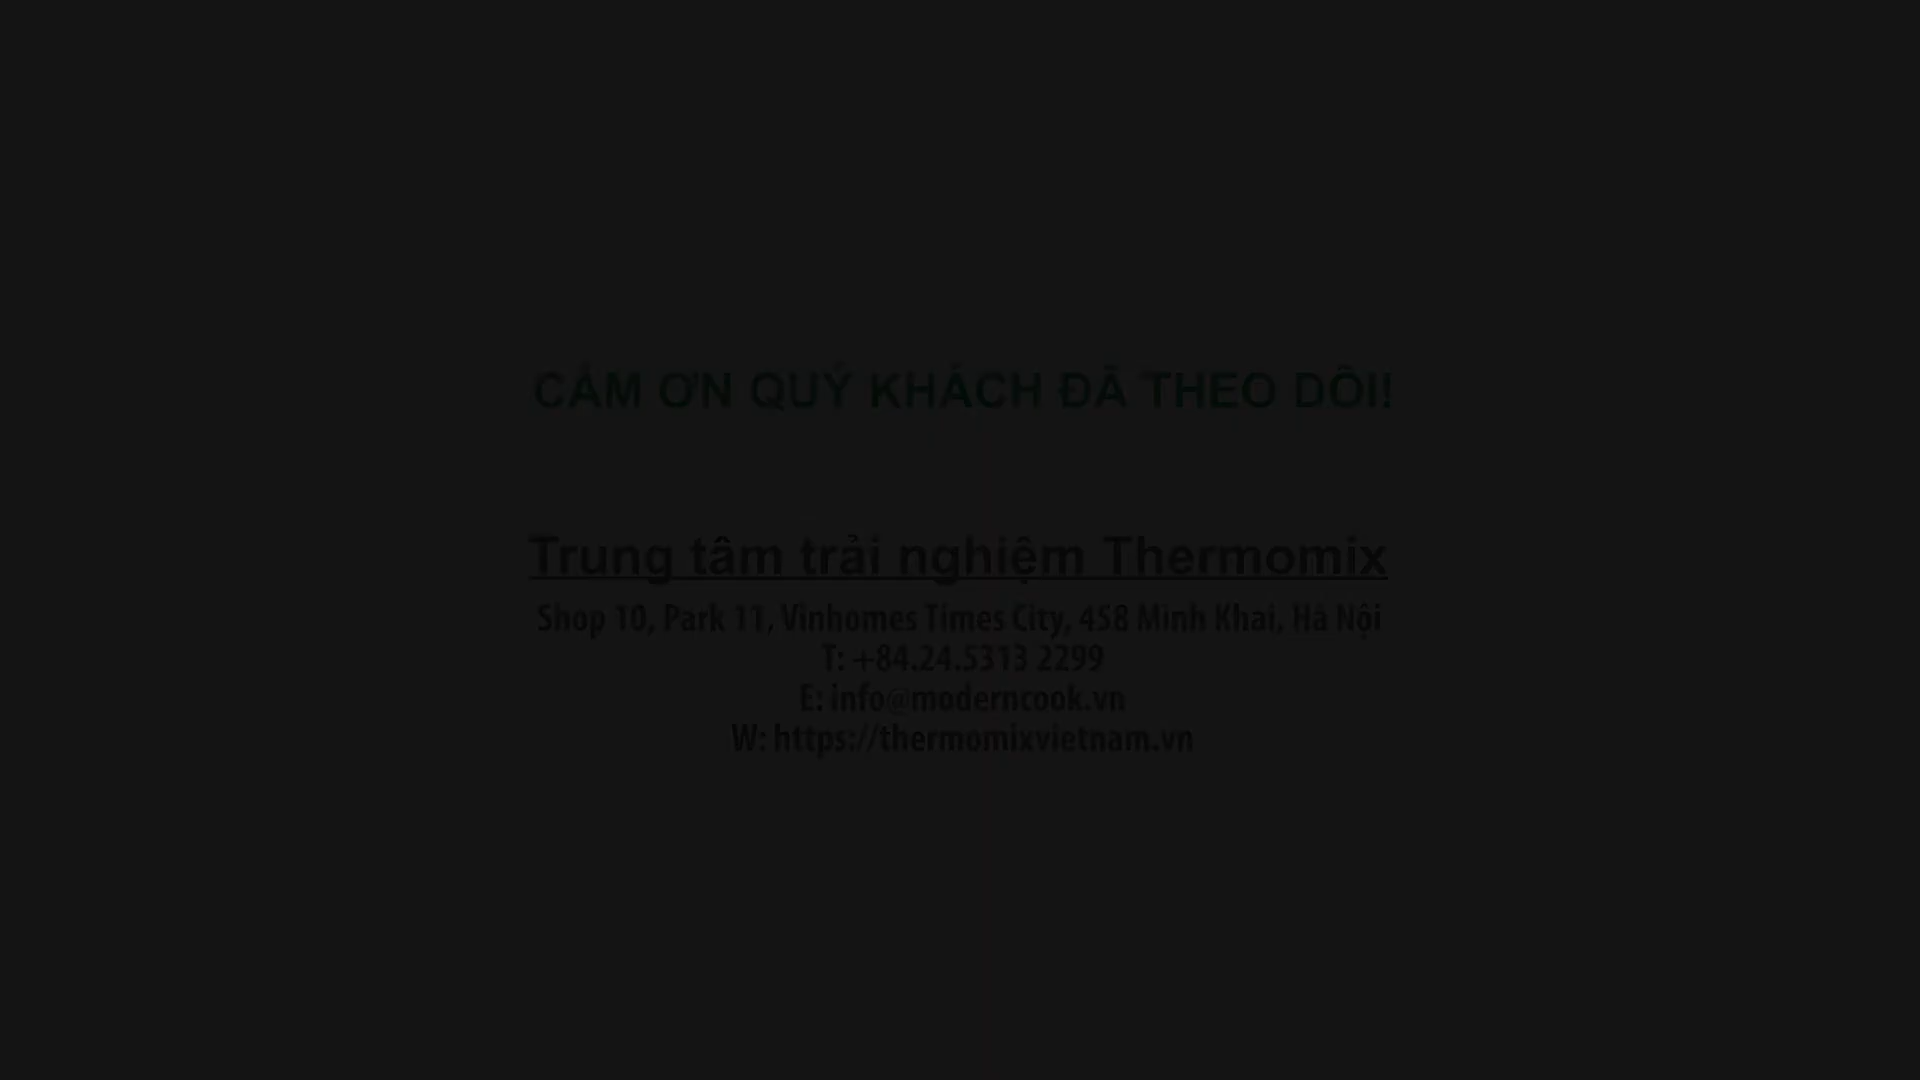 CẢM ƠN QUÝ KHÁCH ĐÃ THEO DÕI!
Trung tâm trải nghiệm Thermomix
Shop 10, Park 11, Vinhomes Times City, 458 Minh Khai, Hà Nội
T: +84.24.5313 2299
E: info@moderncook.vn
W: https://thermomixvietnam.vn